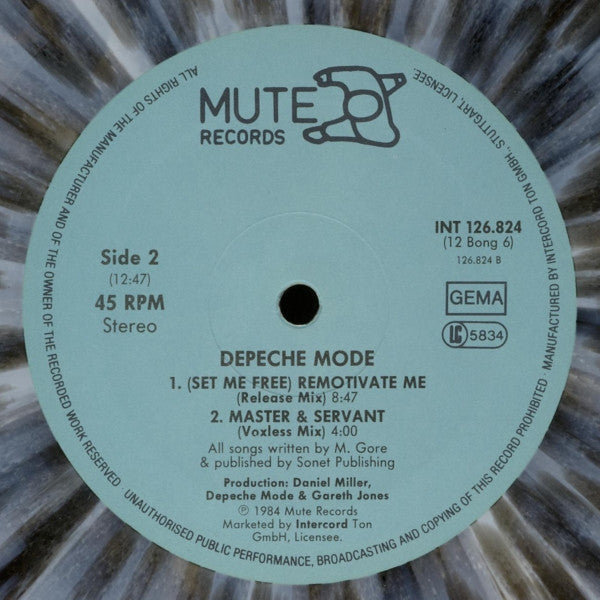 MUTE
RECORDS
INT 126.824
(12 Bong 6)
126.824 B
Side 2
(12:47)
45 RPM
Stereo
GEMA
LC 5834
DEPECHE MODE
1. (SET ME FREE) REMOTIVATE ME
(Release Mix) 8:47
2. MASTER & SERVANT
(Voxless Mix) 4:00
All songs written by M. Gore
& published by Sonet Publishing
Production: Daniel Miller,
Depeche Mode & Gareth Jones
℗ © 1984 Mute Records
Marketed by Intercord Ton
GmbH, Licensee.
ALL RIGHTS OF THE MANUFACTURER AND OF THE OWNER OF THE RECORDED WORK RESERVED
UNAUTHORISED PUBLIC PERFORMANCE, BROADCASTING AND COPYING OF THIS RECORD PROHIBITED
MANUFACTURED BY INTERCORD TON GMBH., STUTTGART, LICENSEE.